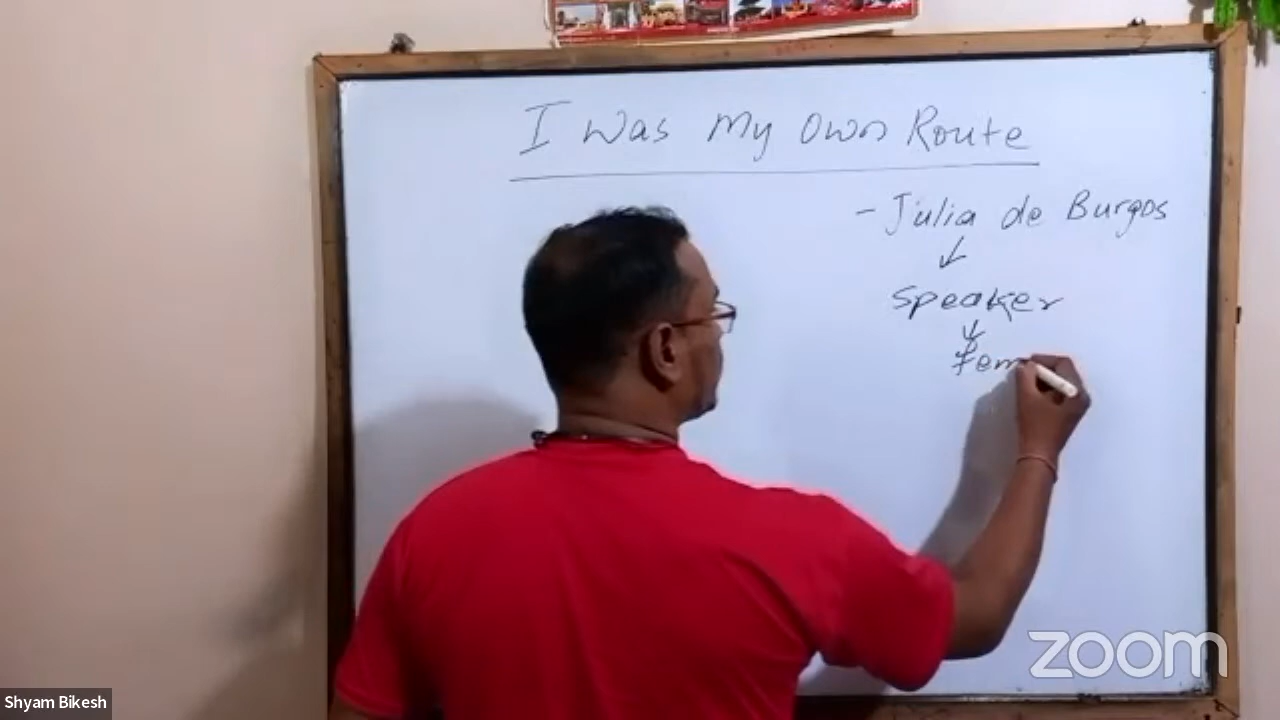 I Was My Own Route
- Julia de Burgos
Speaker
fem
zoom
Shyam Bikesh